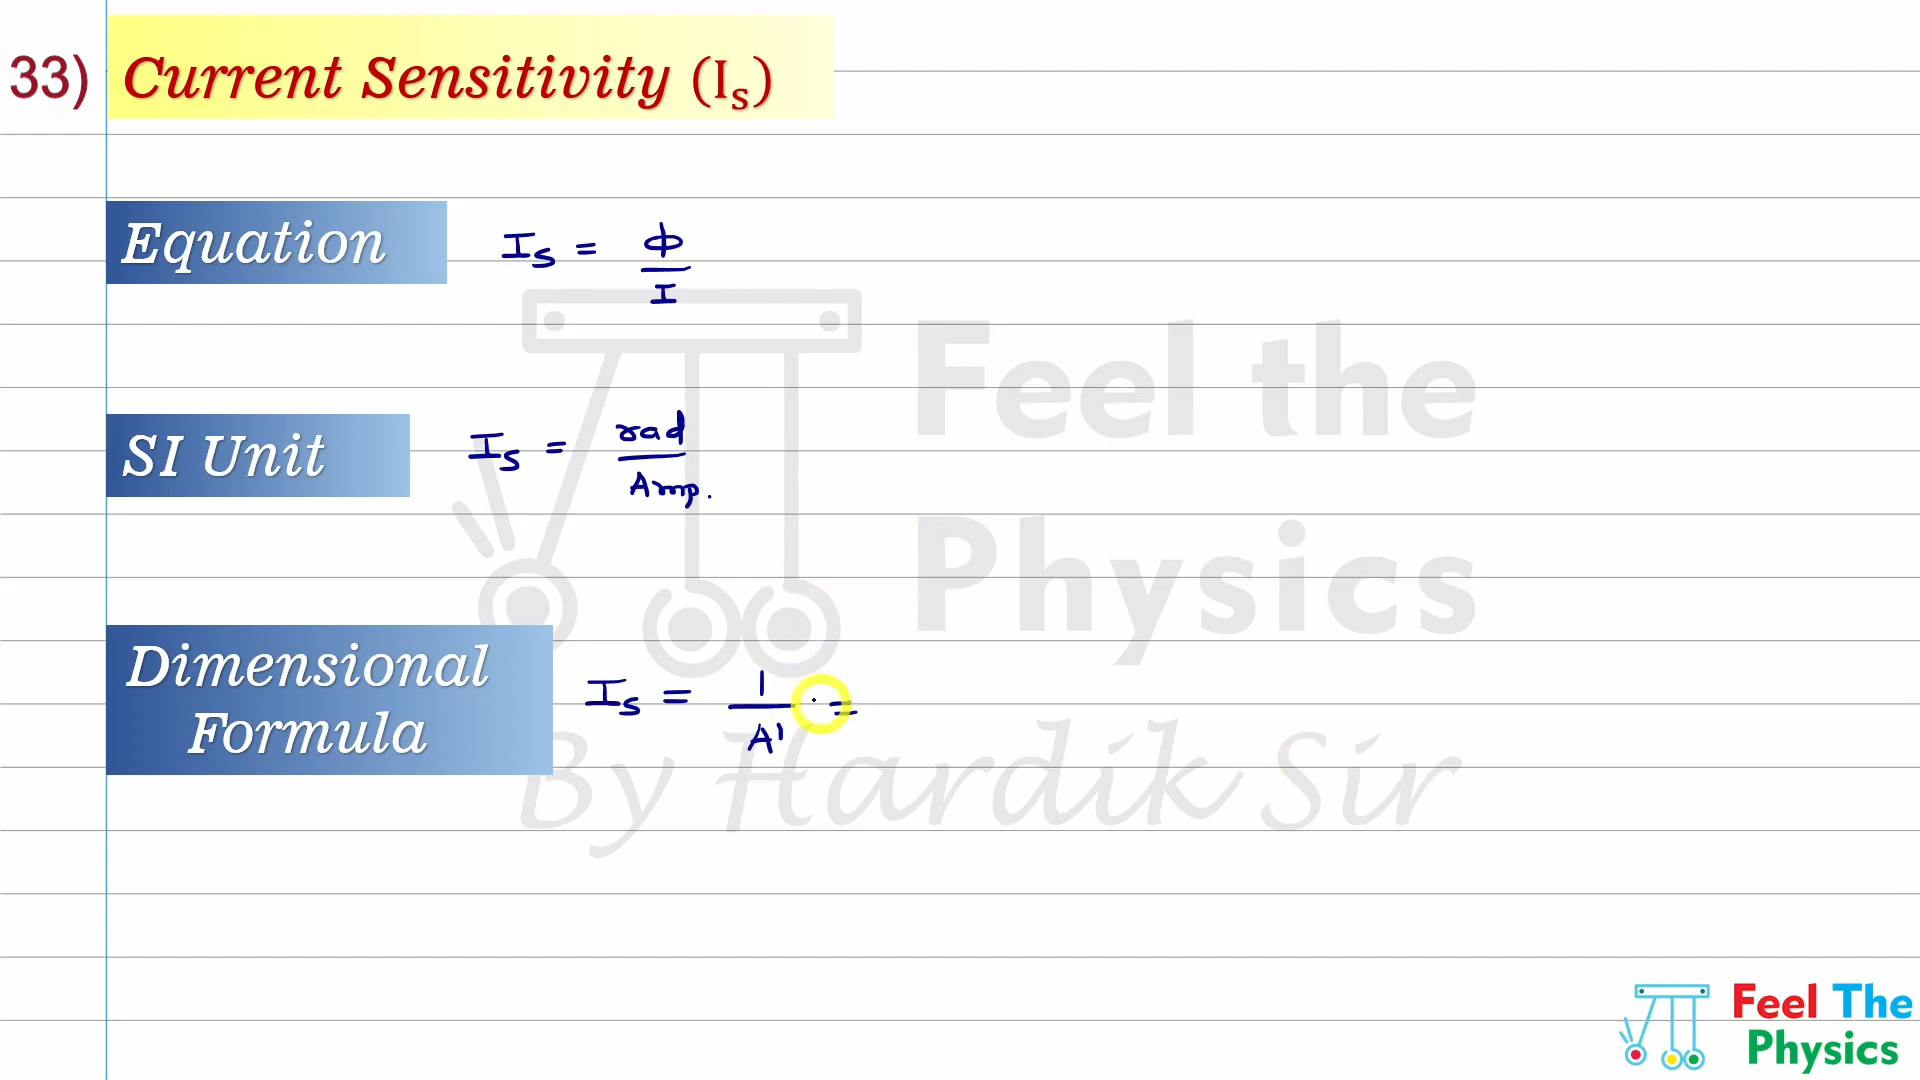 33) Current Sensitivity (Iₛ)
Equation Iₛ = ϕ/I
SI Unit Iₛ = rad/Amp.
Dimensional Formula Iₛ = 1/A¹ =
Feel the
Physics
By Hardik Sir
Feel The
Physics